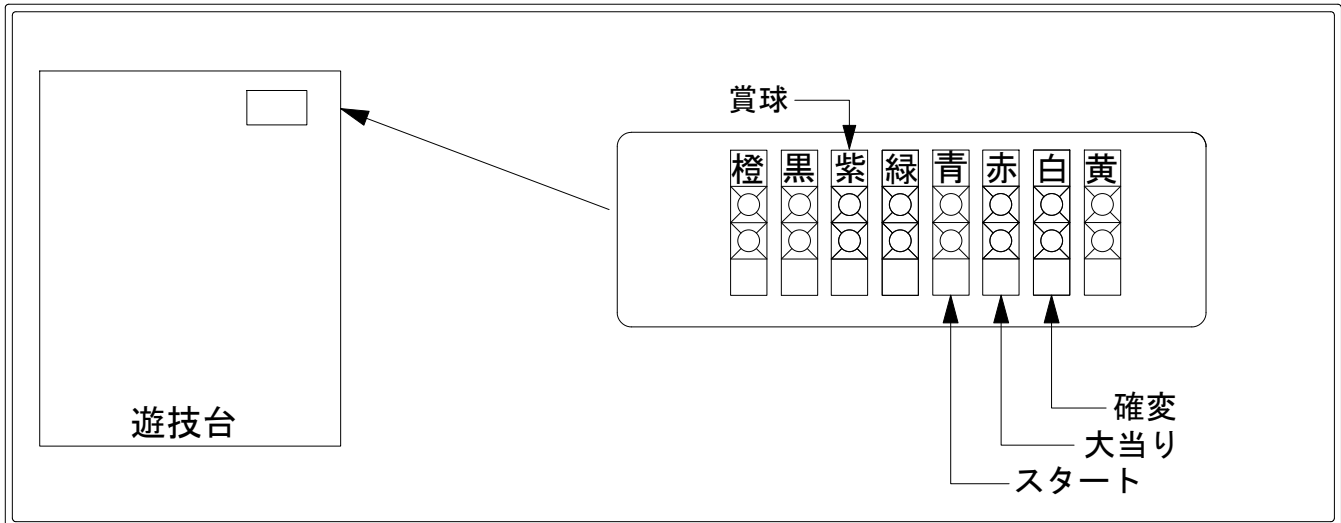 賞球
橙 黒 紫 緑 青 赤 白 黄
確変
大当り
スタート
遊技台